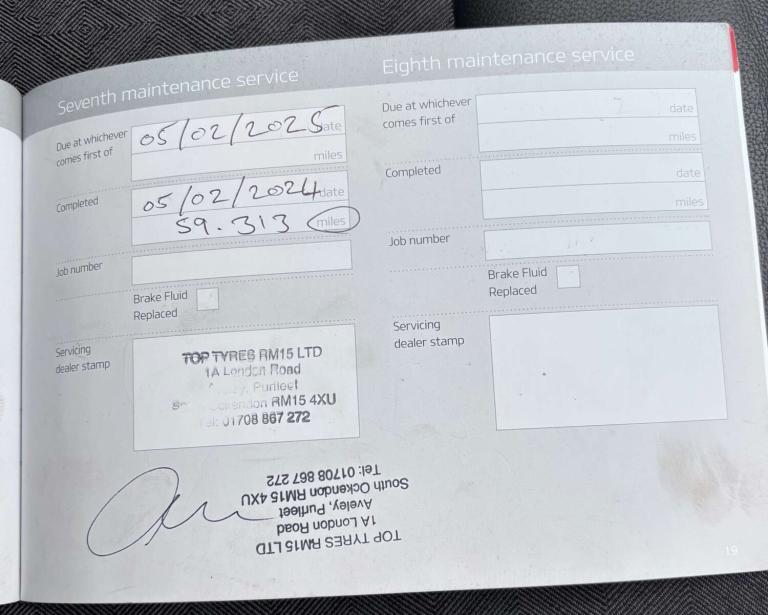 Seventh maintenance service
Due at whichever
comes first of
05/02/2025 date
miles
Completed
05/02/2024 date
59.313 miles
Job number
Brake Fluid
Replaced
Servicing
dealer stamp
TOP TYRES RM15 LTD
1A London Road
Purfleet
Ockendon RM15 4XU
Tel: 01708 867 272
TOP TYRES RM15 LTD
1A London Road
Aveley, Purfleet
South Ockendon RM15 4XU
Tel: 01708 867 272
Eighth maintenance service
Due at whichever
comes first of
date
miles
Completed
date
miles
Job number
Brake Fluid
Replaced
Servicing
dealer stamp
19